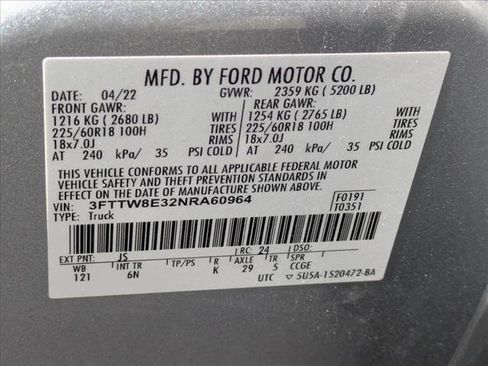 MFD. BY FORD MOTOR CO.
04/22 GVWR: 2359 KG ( 5200 LB)
FRONT GAWR: REAR GAWR:
1216 KG ( 2680 LB) WITH 1254 KG ( 2765 LB) WITH
225/60R18 100H TIRES 225/60R18 100H TIRES
18x7.0J RIMS 18x7.0J RIMS
AT 240 kPa/ 35 PSI COLD AT 240 kPa/ 35 PSI COLD
THIS VEHICLE CONFORMS TO ALL APPLICABLE FEDERAL MOTOR
VEHICLE SAFETY AND THEFT PREVENTION STANDARDS IN EFFECT
ON THE DATE OF MANUFACTURE SHOWN ABOVE.
VIN: 3FTTW8E32NRA60964 F0191
TYPE: Truck T0351
EXT PNT: JS RC: 24 DSO:
WB INT TR TP/PS R AXLE TR SPR
121 6N K 29 5 CCGE
UTC ▽ 5U5A-1520472-BA